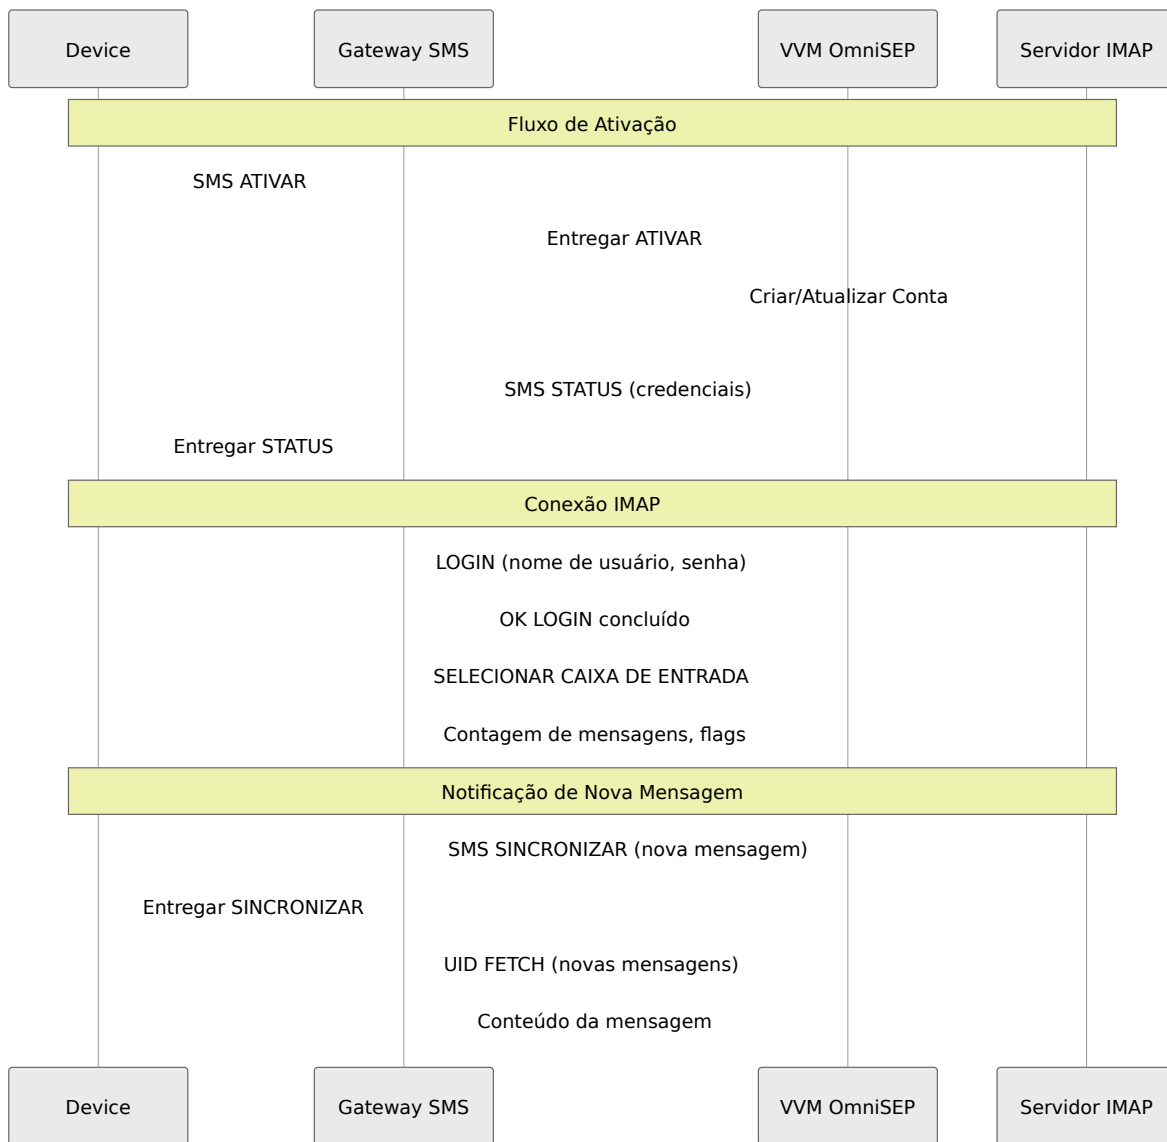 Device
Gateway SMS
VVM OmniSEP
Servidor IMAP
Fluxo de Ativação
SMS ATIVAR
Entregar ATIVAR
Criar/Atualizar Conta
SMS STATUS (credenciais)
Entregar STATUS
Conexão IMAP
LOGIN (nome de usuário, senha)
OK LOGIN concluído
SELECIONAR CAIXA DE ENTRADA
Contagem de mensagens, flags
Notificação de Nova Mensagem
SMS SINCRONIZAR (nova mensagem)
Entregar SINCRONIZAR
UID FETCH (novas mensagens)
Conteúdo da mensagem
Device
Gateway SMS
VVM OmniSEP
Servidor IMAP